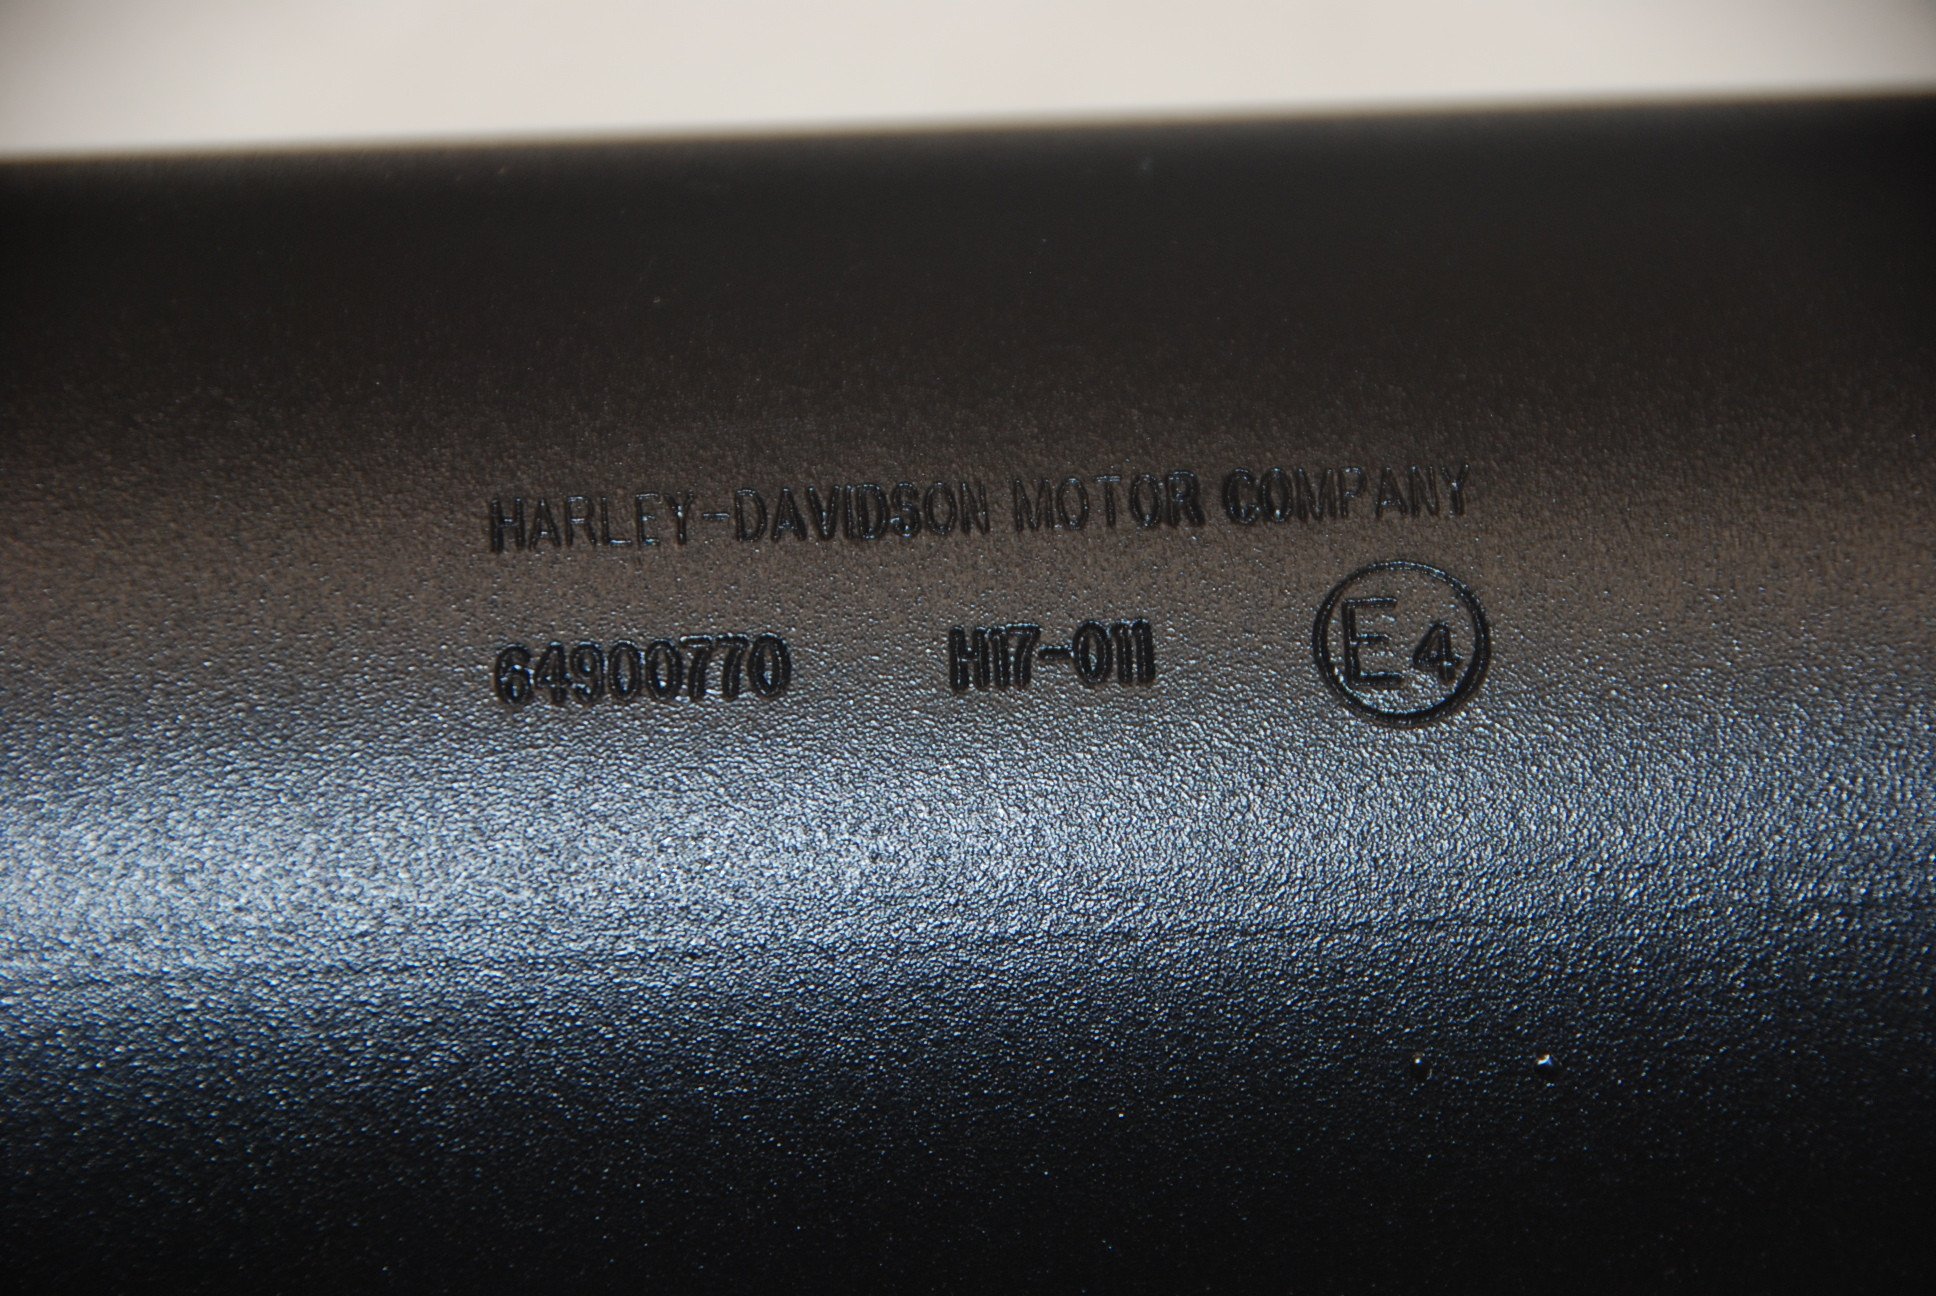 HARLEY-DAVIDSON MOTOR COMPANY
64900770 H17-011 E4